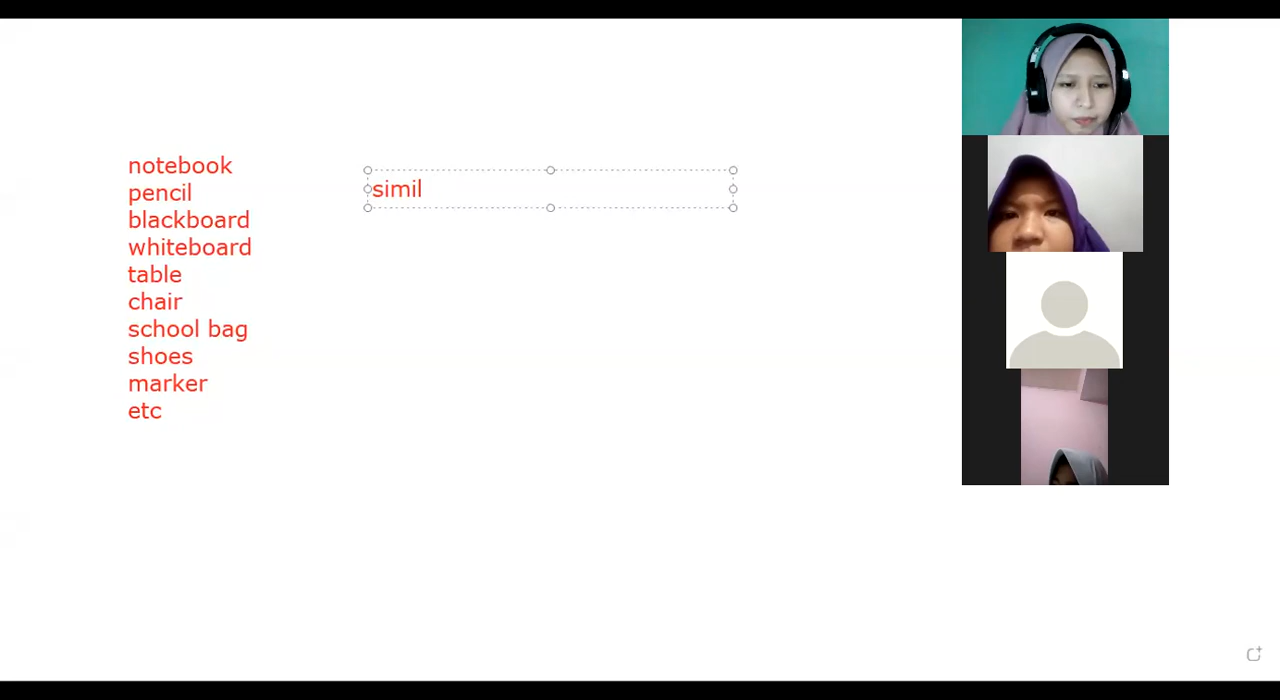 notebook
pencil
blackboard
whiteboard
table
chair
school bag
shoes
marker
etc
simil